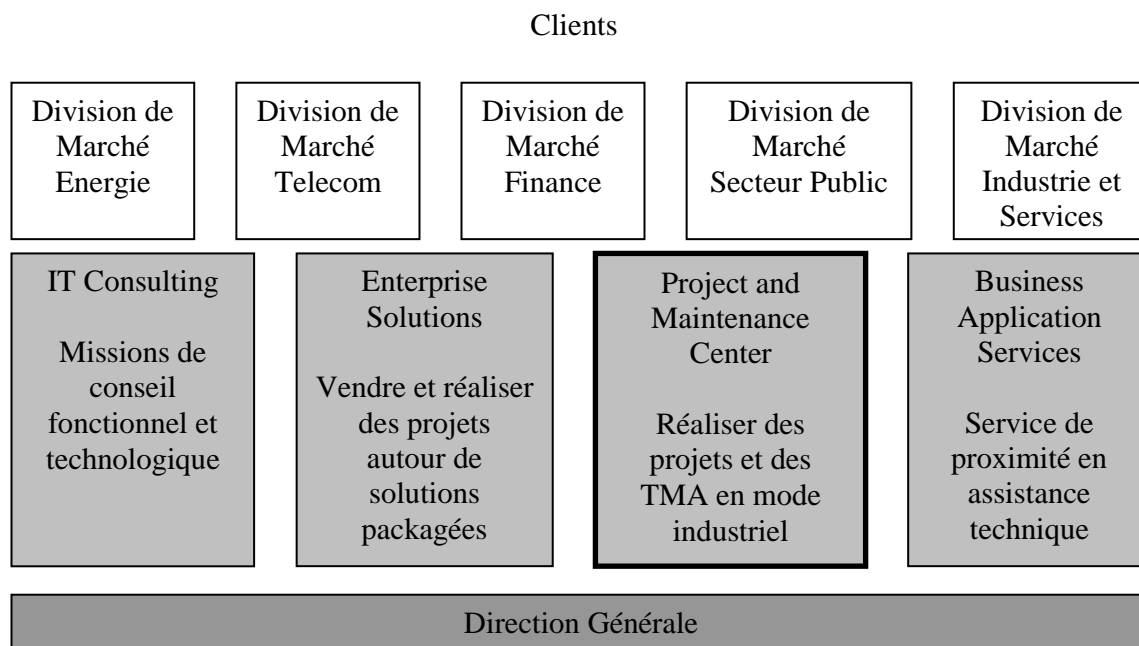 Clients
Division de
Marché
Energie
Division de
Marché
Telecom
Division de
Marché
Finance
Division de
Marché
Secteur Public
Division de
Marché
Industrie et
Services
IT Consulting
Missions de
conseil
fonctionnel et
technologique
Enterprise
Solutions
Vendre et réaliser
des projets
autour de
solutions
packagées
Project and
Maintenance
Center
Réaliser des
projets et des
TMA en mode
industriel
Business
Application
Services
Service de
proximité en
assistance
technique
Direction Générale